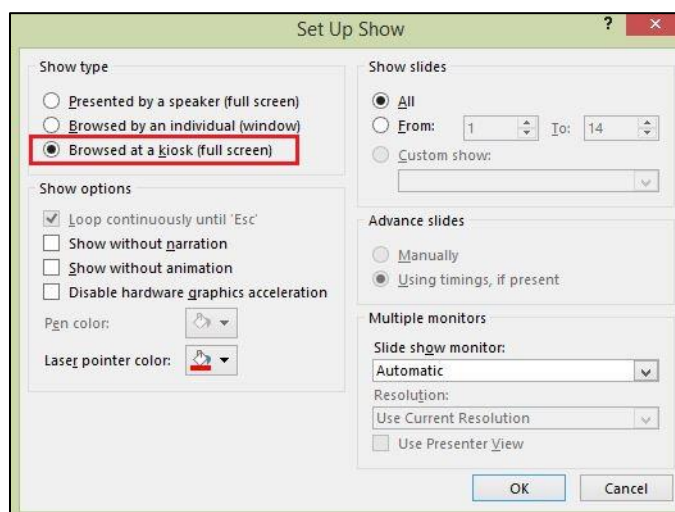 Set Up Show
?
Show type
Presented by a speaker (full screen)
Browsed by an individual (window)
Browsed at a kiosk (full screen)
Show options
Loop continuously until 'Esc'
Show without narration
Show without animation
Disable hardware graphics acceleration
Pen color:
Laser pointer color:
Show slides
All
From: 1 To: 14
Custom show:
Advance slides
Manually
Using timings, if present
Multiple monitors
Slide show monitor:
Automatic
Resolution:
Use Current Resolution
Use Presenter View
OK Cancel